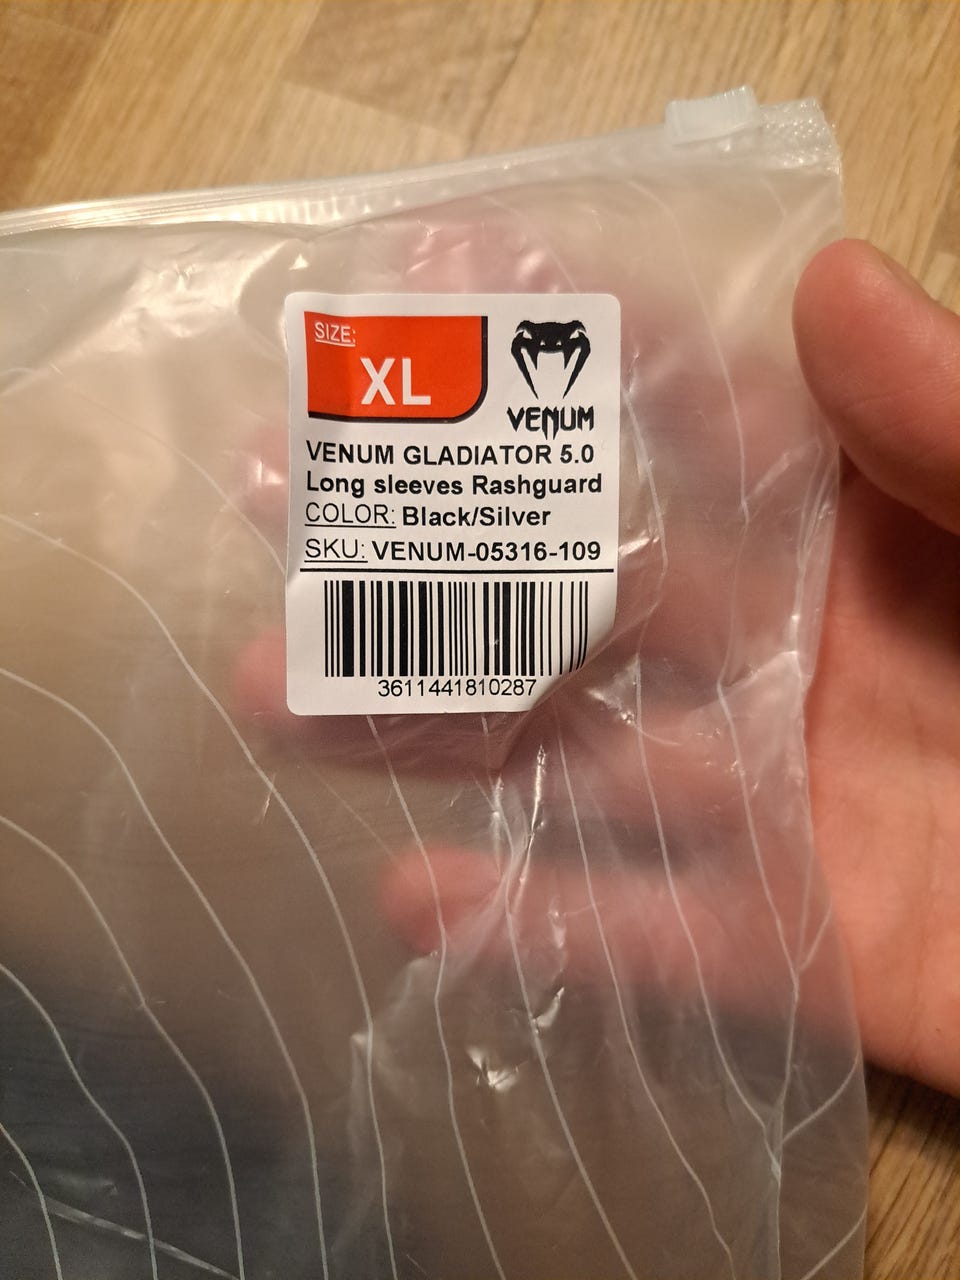 SIZE:
XL
VENUM
VENUM GLADIATOR 5.0
Long sleeves Rashguard
COLOR: Black/Silver
SKU: VENUM-05316-109
3611441810287